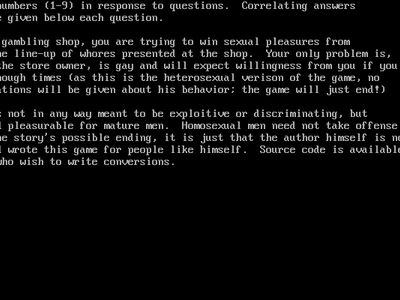 numbers (1-9) in response to questions.  Correlating answers
e given below each question.
gambling shop, you are trying to win sexual pleasures from
he line-up of whores presented at the shop.  Your only problem is,
the store owner, is gay and will expect willingness from you if you
nough times (as this is the heterosexual verison of the game, no
tions will be given about his behavior; the game will just end!)
not in any way meant to be exploitive or discriminating, but
d pleasurable for mature men.  Homosexual men need not take offense
he story's possible ending, it is just that the author himself is no
d wrote this game for people like himself.  Source code is available
who wish to write conversions.